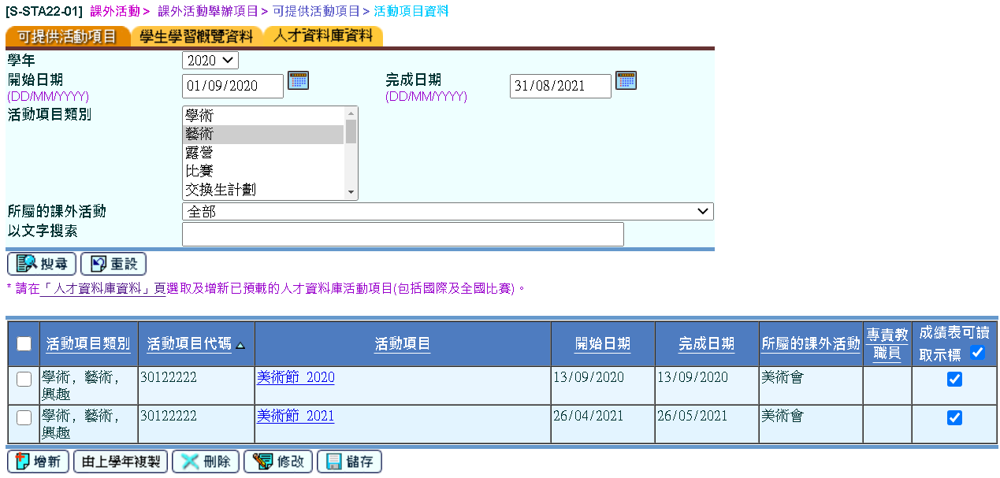 [S-STA22-01] 課外活動 > 課外活動舉辦項目 > 可提供活動項目 > 活動項目資料
可提供活動項目 學生學習概覽資料 人才資料庫資料
學年 2020
開始日期 01/09/2020 完成日期 31/08/2021
(DD/MM/YYYY) (DD/MM/YYYY)
活動項目類別 學術
藝術
露營
比賽
交換生計劃
所屬的課外活動 全部
以文字搜索
搜尋 重設
* 請在「人才資料庫資料」頁選取及增新已預載的人才資料庫活動項目(包括國際及全國比賽)。
活動項目類別 活動項目代碼 活動項目 開始日期 完成日期 所屬的課外活動 專責教
職員 成績表可讀
取示標
學術, 藝術, 30122222 美術節 2020 13/09/2020 13/09/2020 美術會
興趣
學術, 藝術, 30122222 美術節 2021 26/04/2021 26/05/2021 美術會
興趣
增新 由上學年複製 刪除 修改 儲存